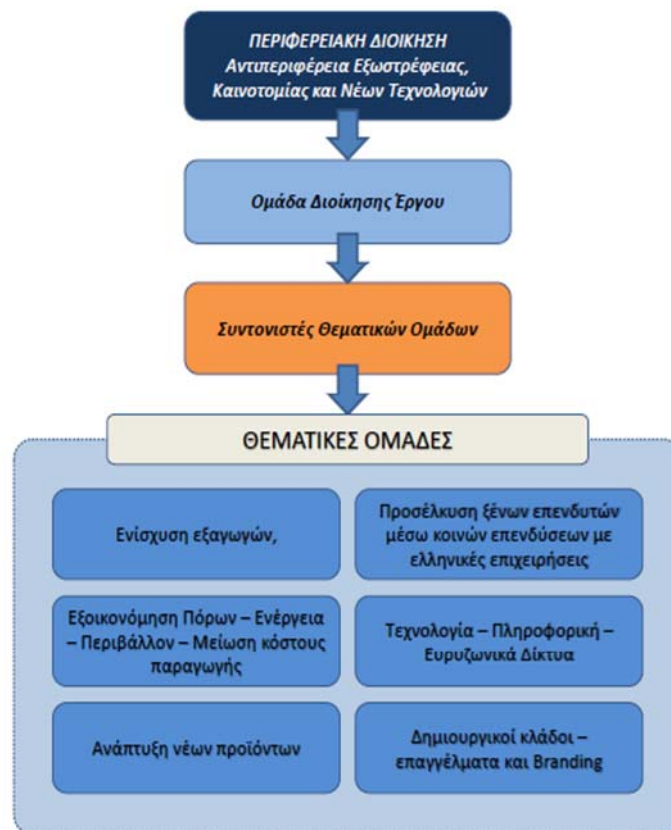 ΠΕΡΙΦΕΡΕΙΑΚΗ ΔΙΟΙΚΗΣΗ
Αντιπεριφέρεια Εξωστρέφειας,
Καινοτομίας και Νέων Τεχνολογιών
Ομάδα Διοίκησης Έργου
Συντονιστές Θεματικών Ομάδων
ΘΕΜΑΤΙΚΕΣ ΟΜΑΔΕΣ
Ενίσχυση εξαγωγών,
Προσέλκυση ξένων επενδυτών
μέσω κοινών επενδύσεων με
ελληνικές επιχειρήσεις
Εξοικονόμηση Πόρων – Ενέργεια
– Περιβάλλον – Μείωση κόστους
παραγωγής
Τεχνολογία – Πληροφορική –
Ευρυζωνικά Δίκτυα
Ανάπτυξη νέων προϊόντων
Δημιουργικοί κλάδοι –
επαγγέλματα και Branding